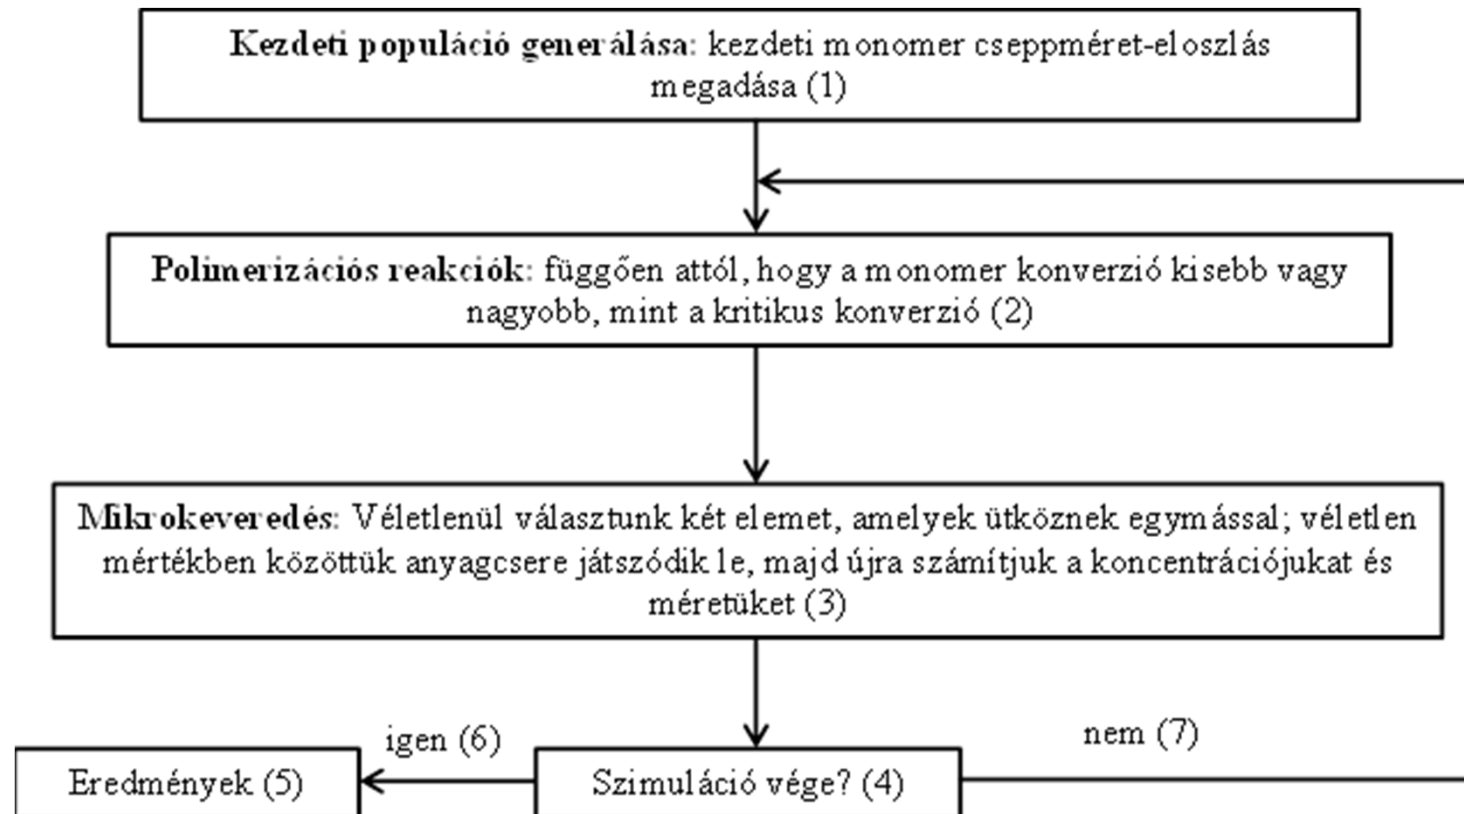 Kezdeti populáció generálása: kezdeti monomer cseppméret-eloszlás
megadása (1)
Polimerizációs reakciók: függően attól, hogy a monomer konverzió kisebb vagy
nagyobb, mint a kritikus konverzió (2)
Mikrokeveredés: Véletlenül választunk két elemet, amelyek ütköznek egymással; véletlen
mértékben közöttük anyagcsere játszódik le, majd újra számítjuk a koncentrációjukat és
méretüket (3)
igen (6)
nem (7)
Eredmények (5)
Szimuláció vége? (4)